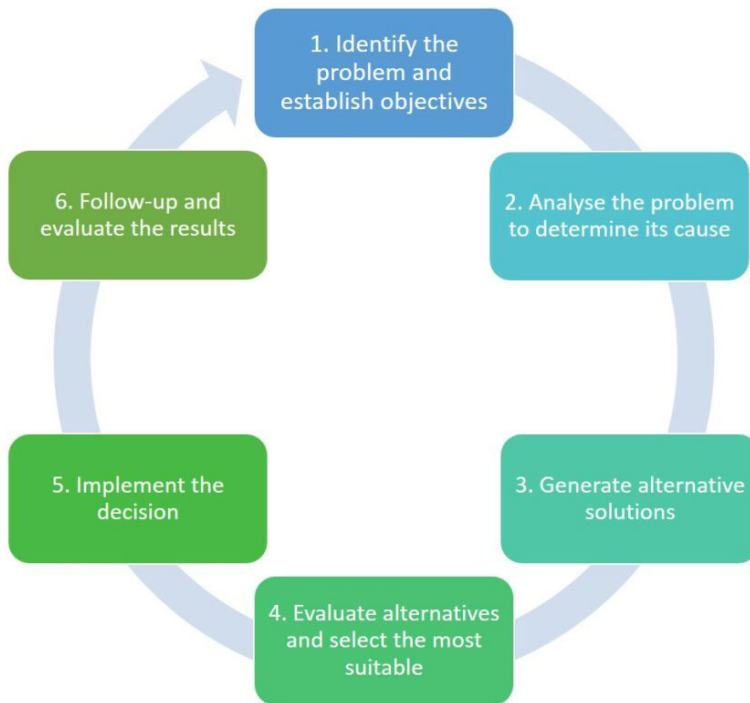 1. Identify the
problem and
establish objectives
2. Analyse the problem
to determine its cause
3. Generate alternative
solutions
4. Evaluate alternatives
and select the most
suitable
5. Implement the
decision
6. Follow-up and
evaluate the results